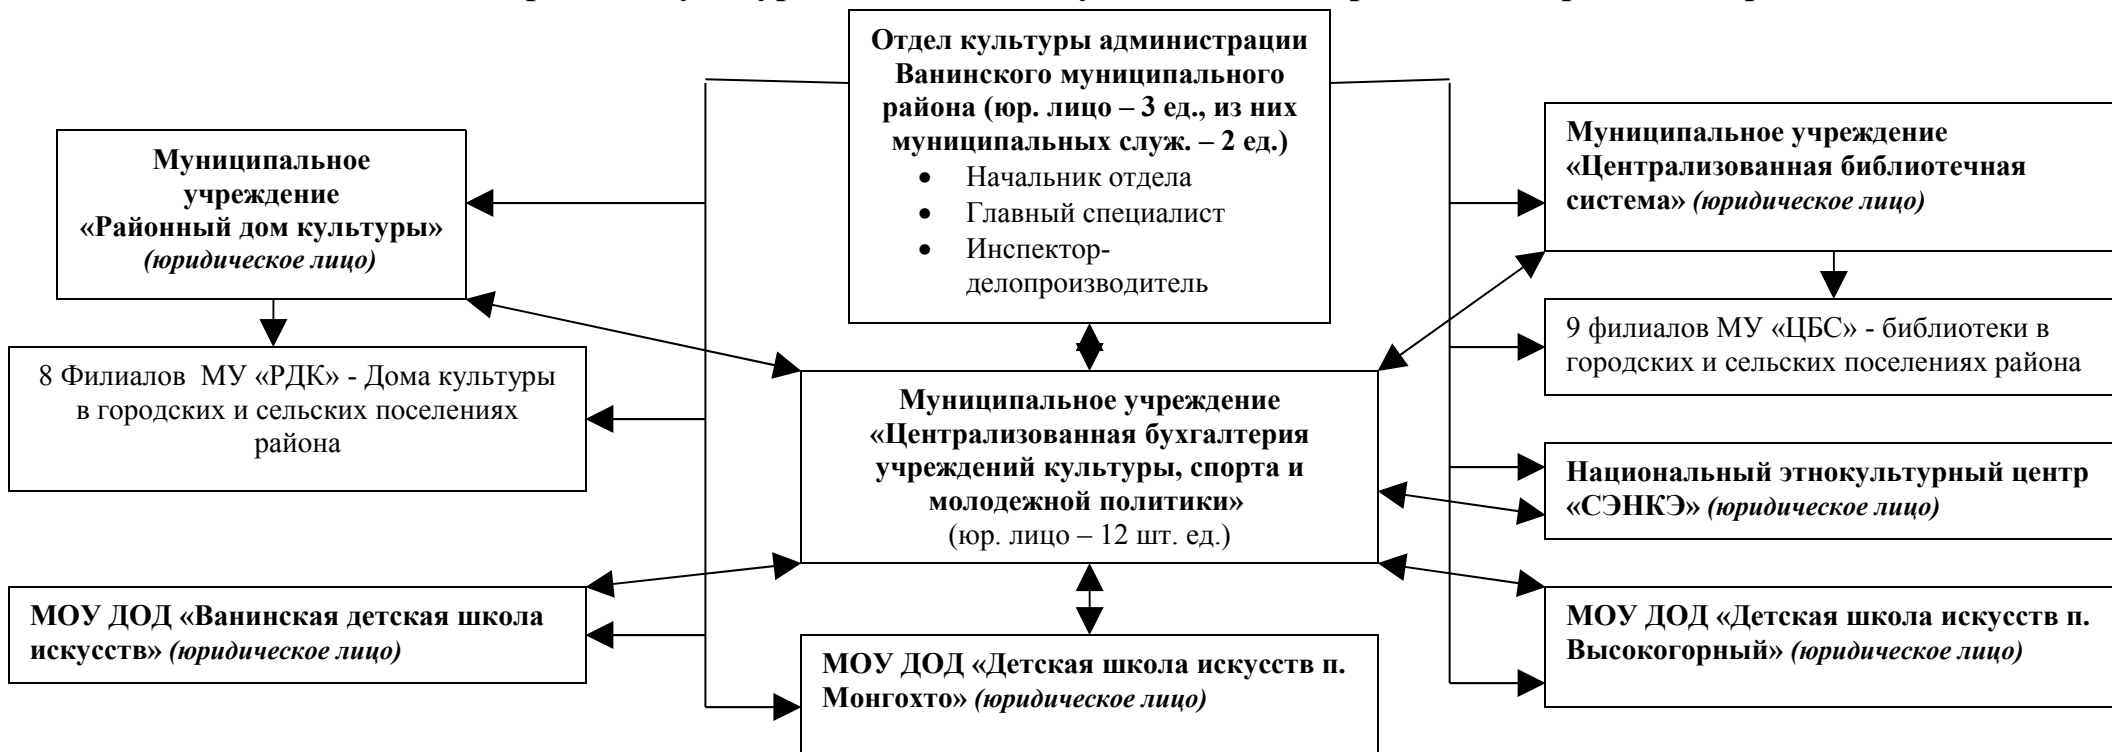 Отдел культуры администрации
Ванинского муниципального
района (юр. лицо – 3 ед., из них
муниципальных служ. – 2 ед.)
• Начальник отдела
• Главный специалист
• Инспектор-
делопроизводитель
Муниципальное
учреждение
«Районный дом культуры»
(юридическое лицо)
Муниципальное учреждение
«Централизованная библиотечная
система» (юридическое лицо)
8 Филиалов МУ «РДК» - Дома культуры
в городских и сельских поселениях
района
9 филиалов МУ «ЦБС» - библиотеки в
городских и сельских поселениях района
Муниципальное учреждение
«Централизованная бухгалтерия
учреждений культуры, спорта и
молодежной политики»
(юр. лицо – 12 шт. ед.)
Национальный этнокультурный центр
«СЭНКЭ» (юридическое лицо)
МОУ ДОД «Ванинская детская школа
искусств» (юридическое лицо)
МОУ ДОД «Детская школа искусств п.
Монгохто» (юридическое лицо)
МОУ ДОД «Детская школа искусств п.
Высокогорный» (юридическое лицо)